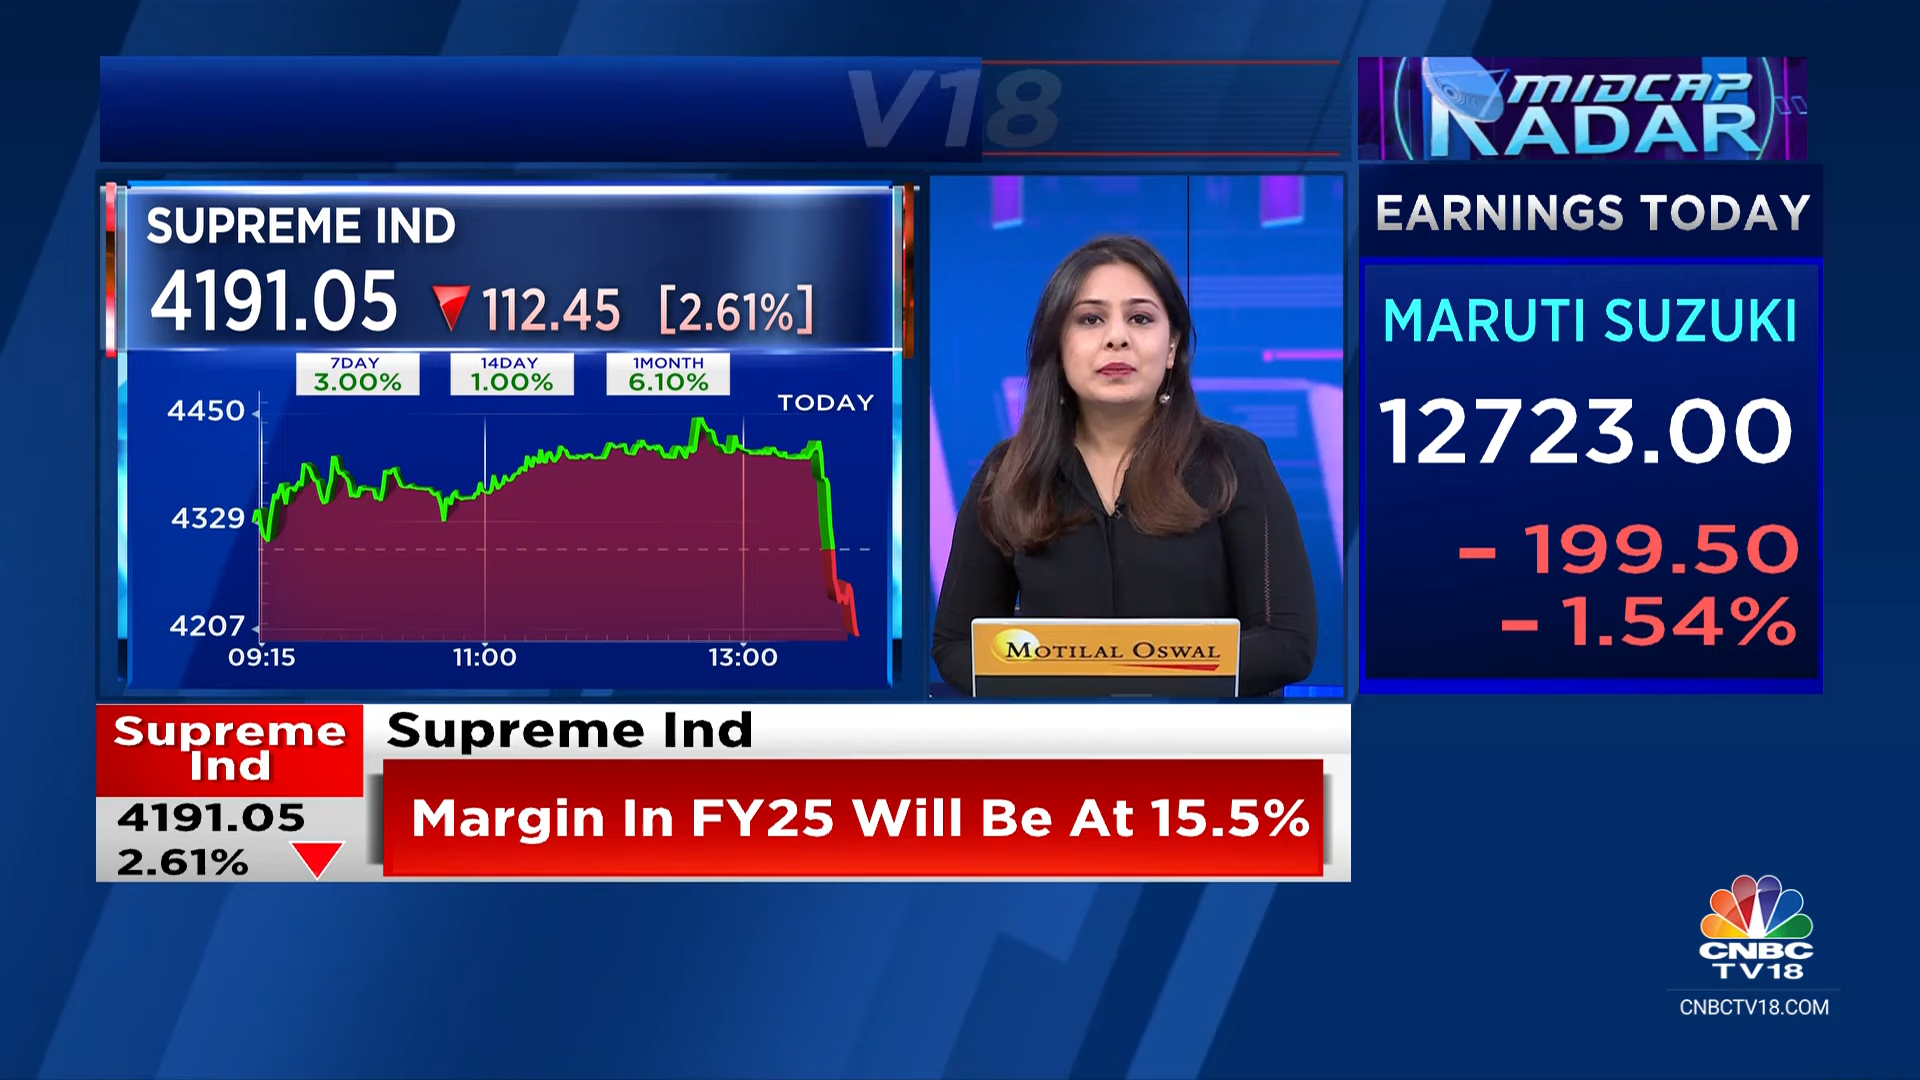 V18
MIDCAP
RADAR
SUPREME IND
4191.05 ▼ 112.45 [2.61%]
7DAY
3.00%
14DAY
1.00%
1MONTH
6.10%
TODAY
4450
4329
4207
09:15 11:00 13:00
MOTILAL OSWAL
EARNINGS TODAY
MARUTI SUZUKI
12723.00
- 199.50
- 1.54%
Supreme
Ind
4191.05
2.61%
Supreme Ind
Margin In FY25 Will Be At 15.5%
CNBC
TV18
CNBCTV18.COM